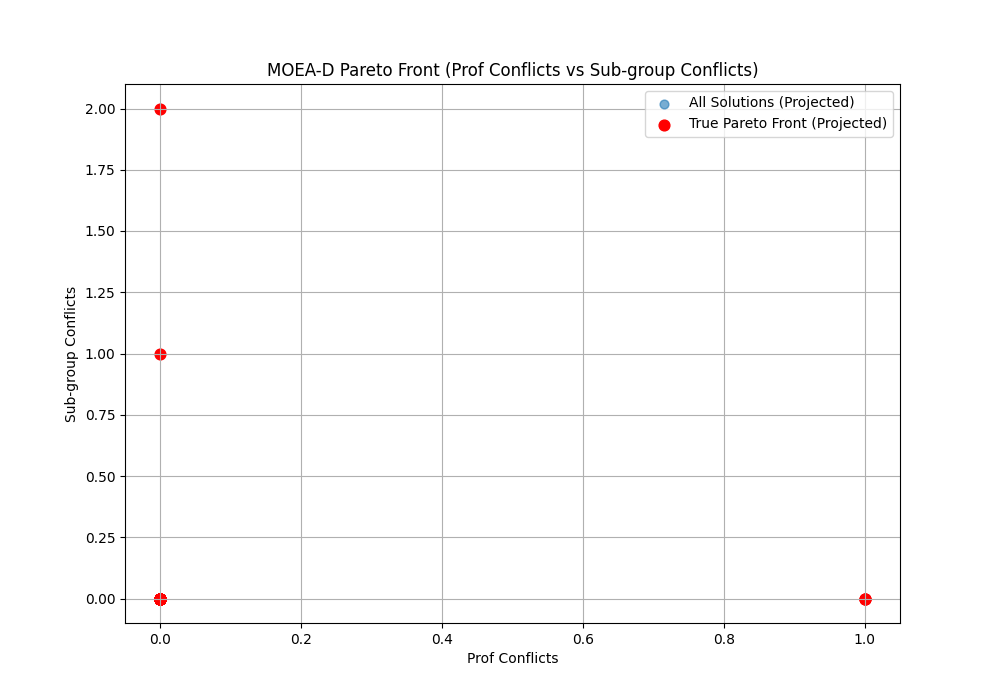 MOEA-D Pareto Front (Prof Conflicts vs Sub-group Conflicts)
All Solutions (Projected)
True Pareto Front (Projected)
Sub-group Conflicts
2.00
1.75
1.50
1.25
1.00
0.75
0.50
0.25
0.00
0.0 0.2 0.4 0.6 0.8 1.0
Prof Conflicts